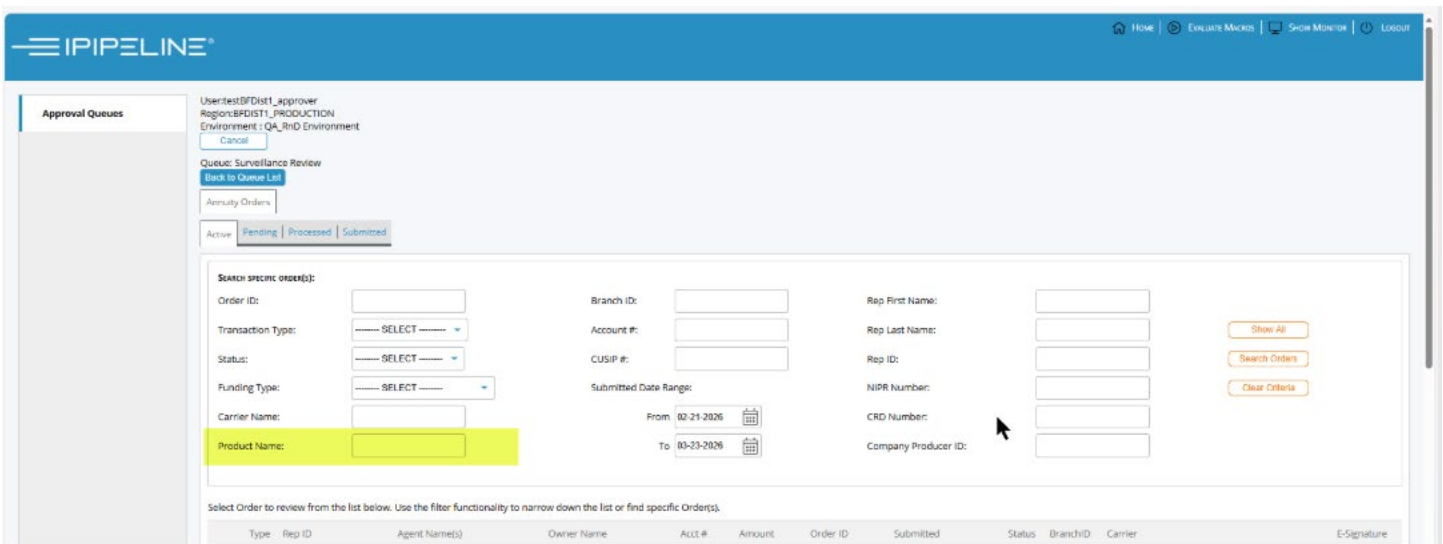 IPIPELINE®
HOME | EVALUATE MACROS | SHOW MONITOR | LOGOUT
Approval Queues
User:testBFDist1_approver
Region:BFDIST1_PRODUCTION
Environment : QA_RnD Environment
Cancel
Queue: Surveillance Review
Back to Queue List
Annuity Orders
Active Pending | Processed | Submitted
SEARCH SPECIFIC ORDER(S):
Order ID: Branch ID: Rep First Name:
Transaction Type: -------- SELECT -------- Account #: Rep Last Name: Show All
Status: -------- SELECT -------- CUSIP #: Rep ID: Search Orders
Funding Type: -------- SELECT -------- Submitted Date Range: NIPR Number: Clear Criteria
Carrier Name: From 02-21-2026 CRD Number:
Product Name: To 03-23-2026 Company Producer ID:
Select Order to review from the list below. Use the filter functionality to narrow down the list or find specific Order(s).
Type Rep ID Agent Name(s) Owner Name Acct # Amount Order ID Submitted Status BranchID Carrier E-Signature